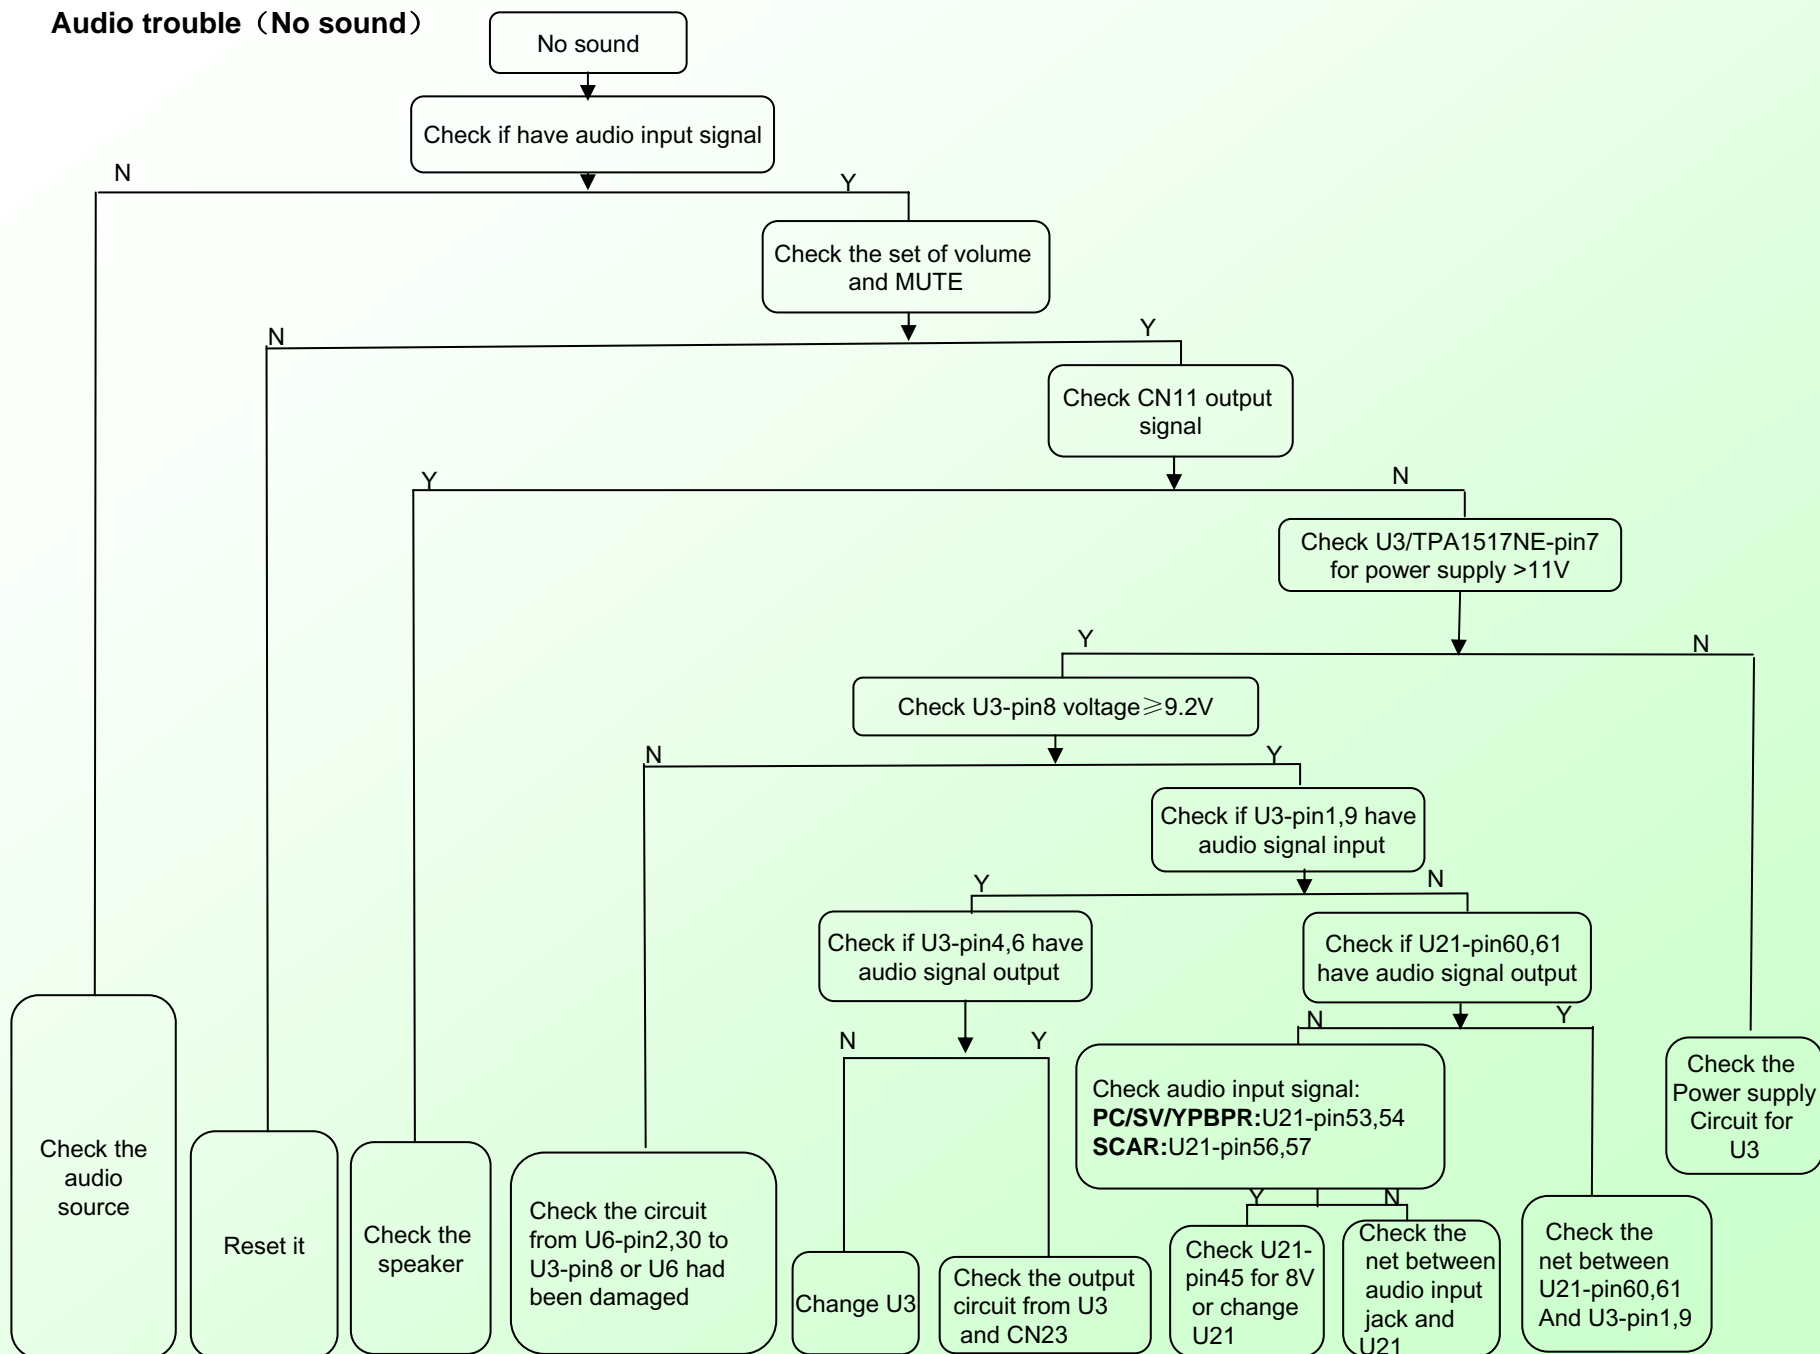 Audio trouble（No sound）
No sound
Check if have audio input signal
N
Y
Check the set of volume
and MUTE
N
Y
Check CN11 output
signal
Y
N
Check U3/TPA1517NE-pin7
for power supply >11V
Y
N
Check U3-pin8 voltage≥9.2V
N
Y
Check if U3-pin1,9 have
audio signal input
Y
N
Check if U3-pin4,6 have
audio signal output
Check if U21-pin60,61
have audio signal output
N
Y
N
Y
Check audio input signal:
PC/SV/YPBPR:U21-pin53,54
SCAR:U21-pin56,57
Check the
Power supply
Circuit for
U3
Y
N
Check the
audio
source
Reset it
Check the
speaker
Check the circuit
from U6-pin2,30 to
U3-pin8 or U6 had
been damaged
Change U3
Check the output
circuit from U3
and CN23
Check U21-
pin45 for 8V
or change
U21
Check the
net between
audio input
jack and
U21
Check the
net between
U21-pin60,61
And U3-pin1,9